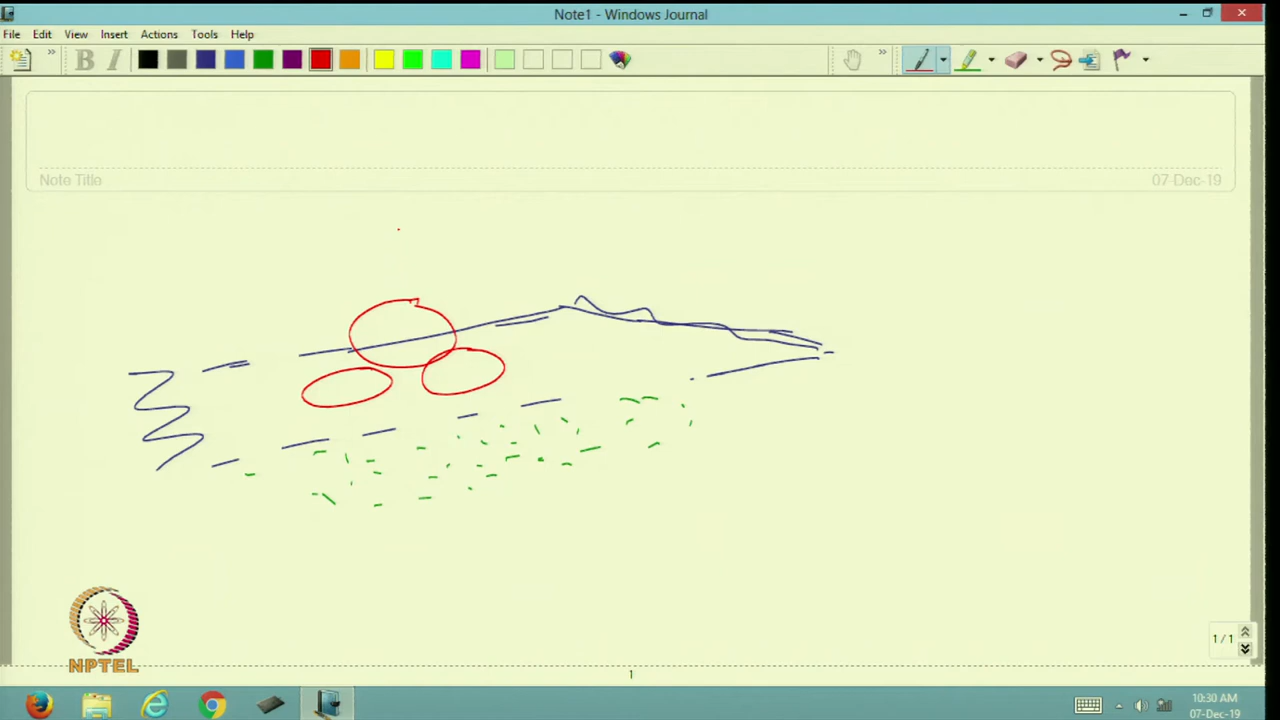 Note1 - Windows Journal
File Edit View Insert Actions Tools Help
B I
Note Title
07-Dec-19
NPTEL
1 / 1
1
10:30 AM
07-Dec-19